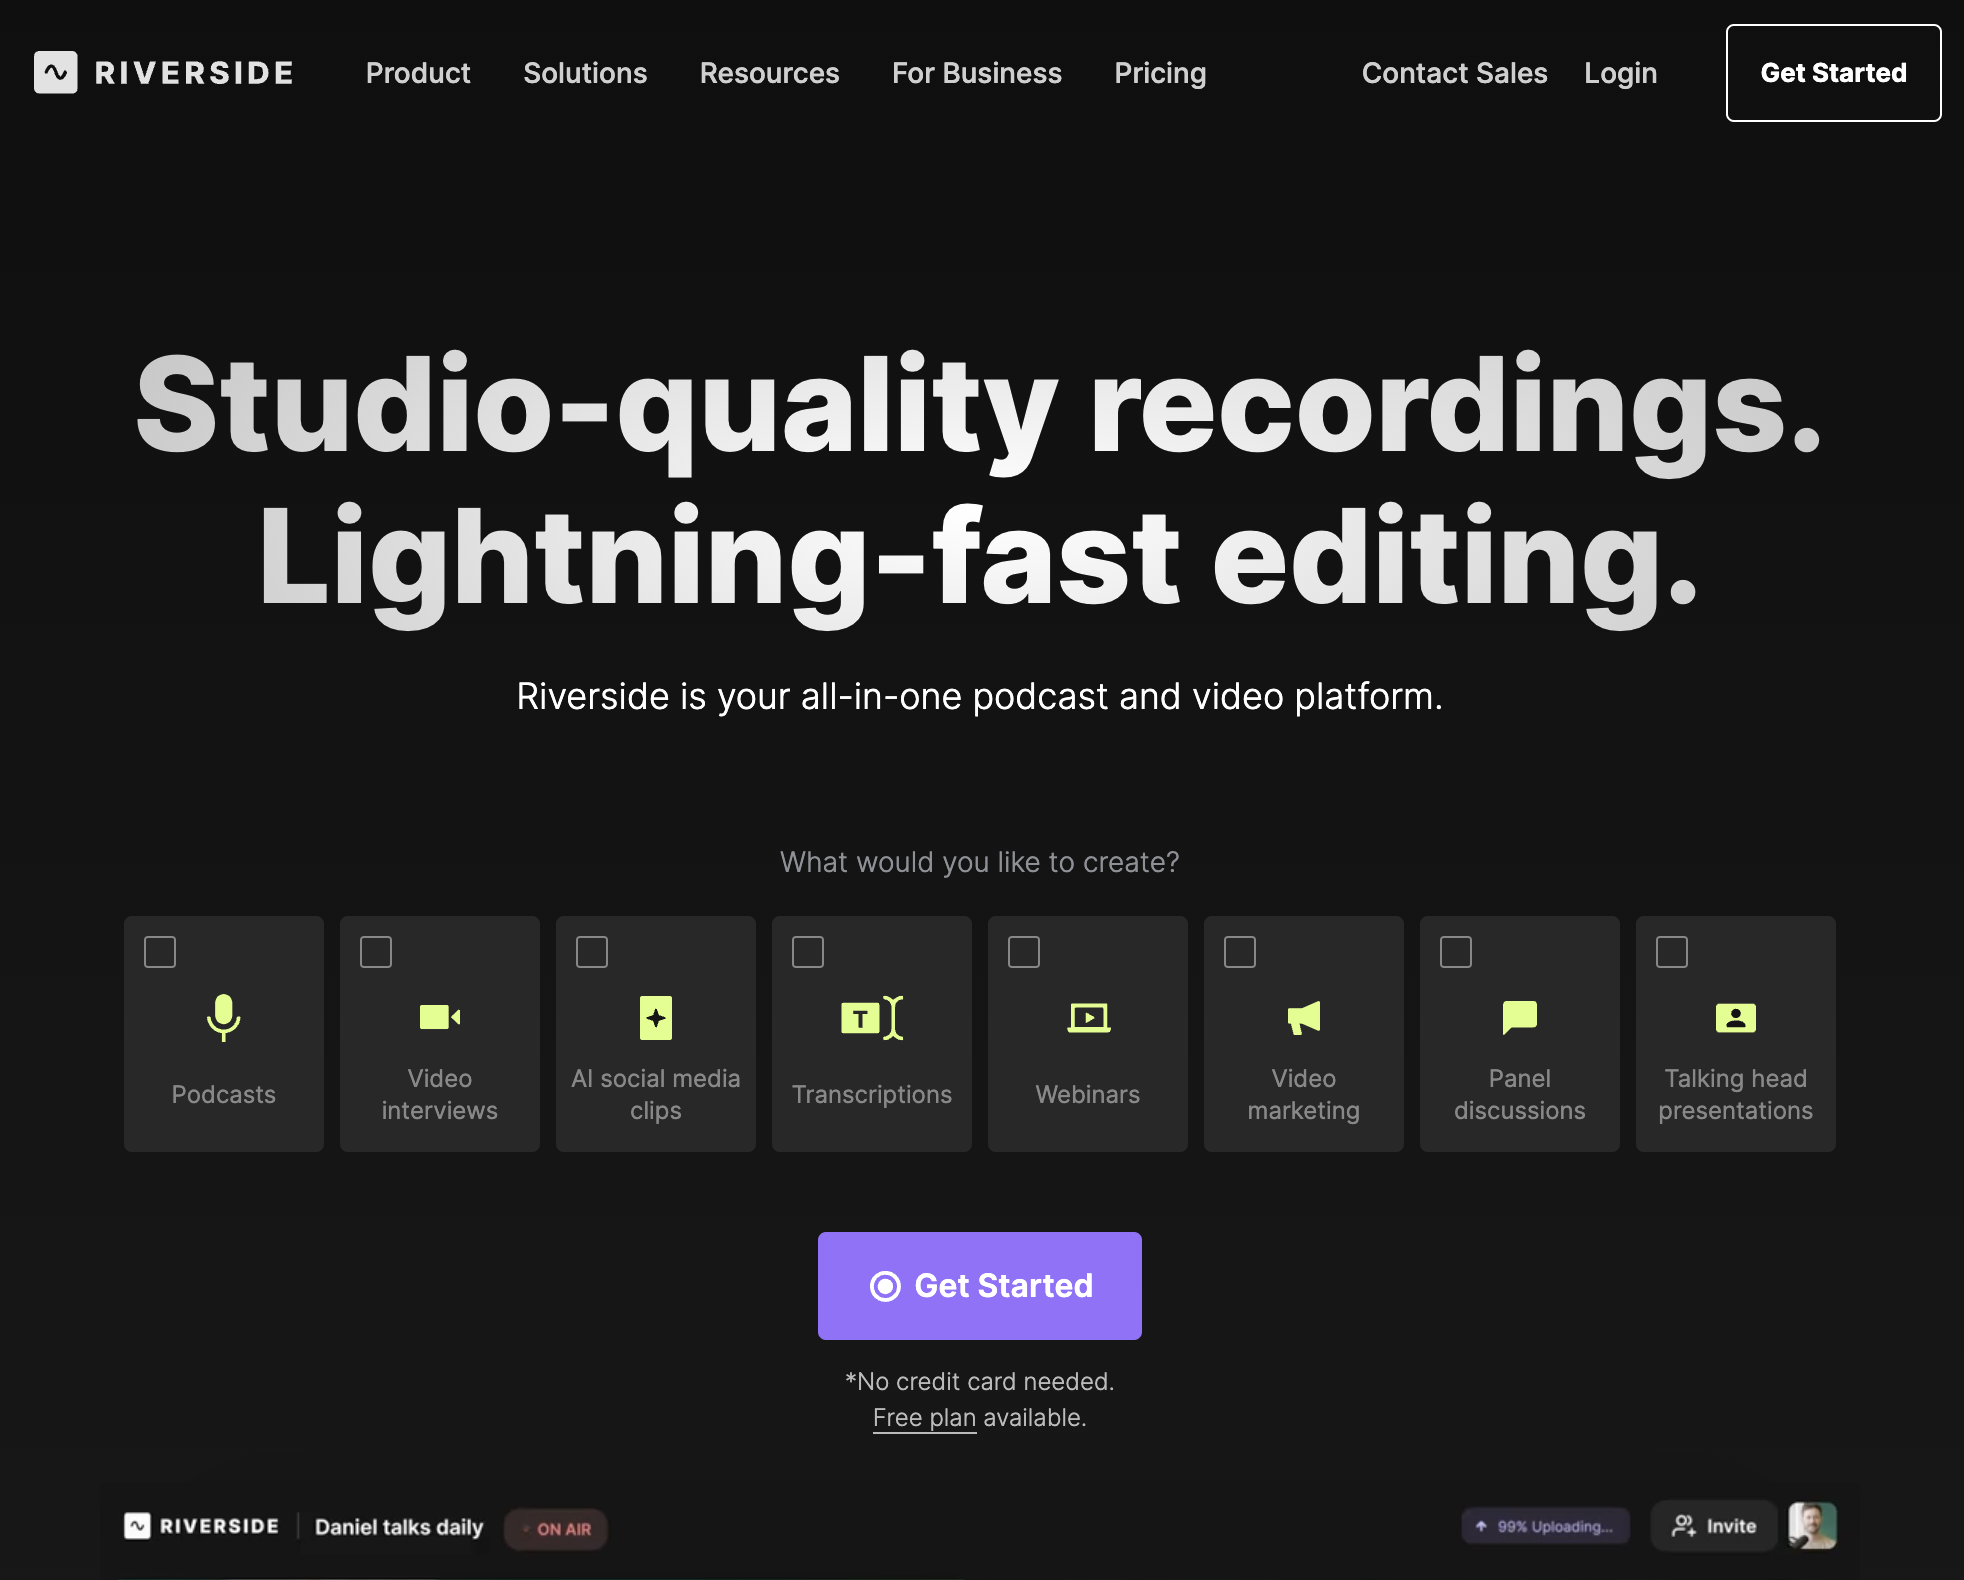 RIVERSIDE
Product
Solutions
Resources
For Business
Pricing
Contact Sales
Login
Get Started
Studio-quality recordings.
Lightning-fast editing.
Riverside is your all-in-one podcast and video platform.
What would you like to create?
Podcasts
Video
interviews
AI social media
clips
T
Transcriptions
Webinars
Video
marketing
Panel
discussions
Talking head
presentations
Get Started
*No credit card needed.
Free plan available.
RIVERSIDE
Daniel talks daily
ON AIR
99% Uploading...
Invite